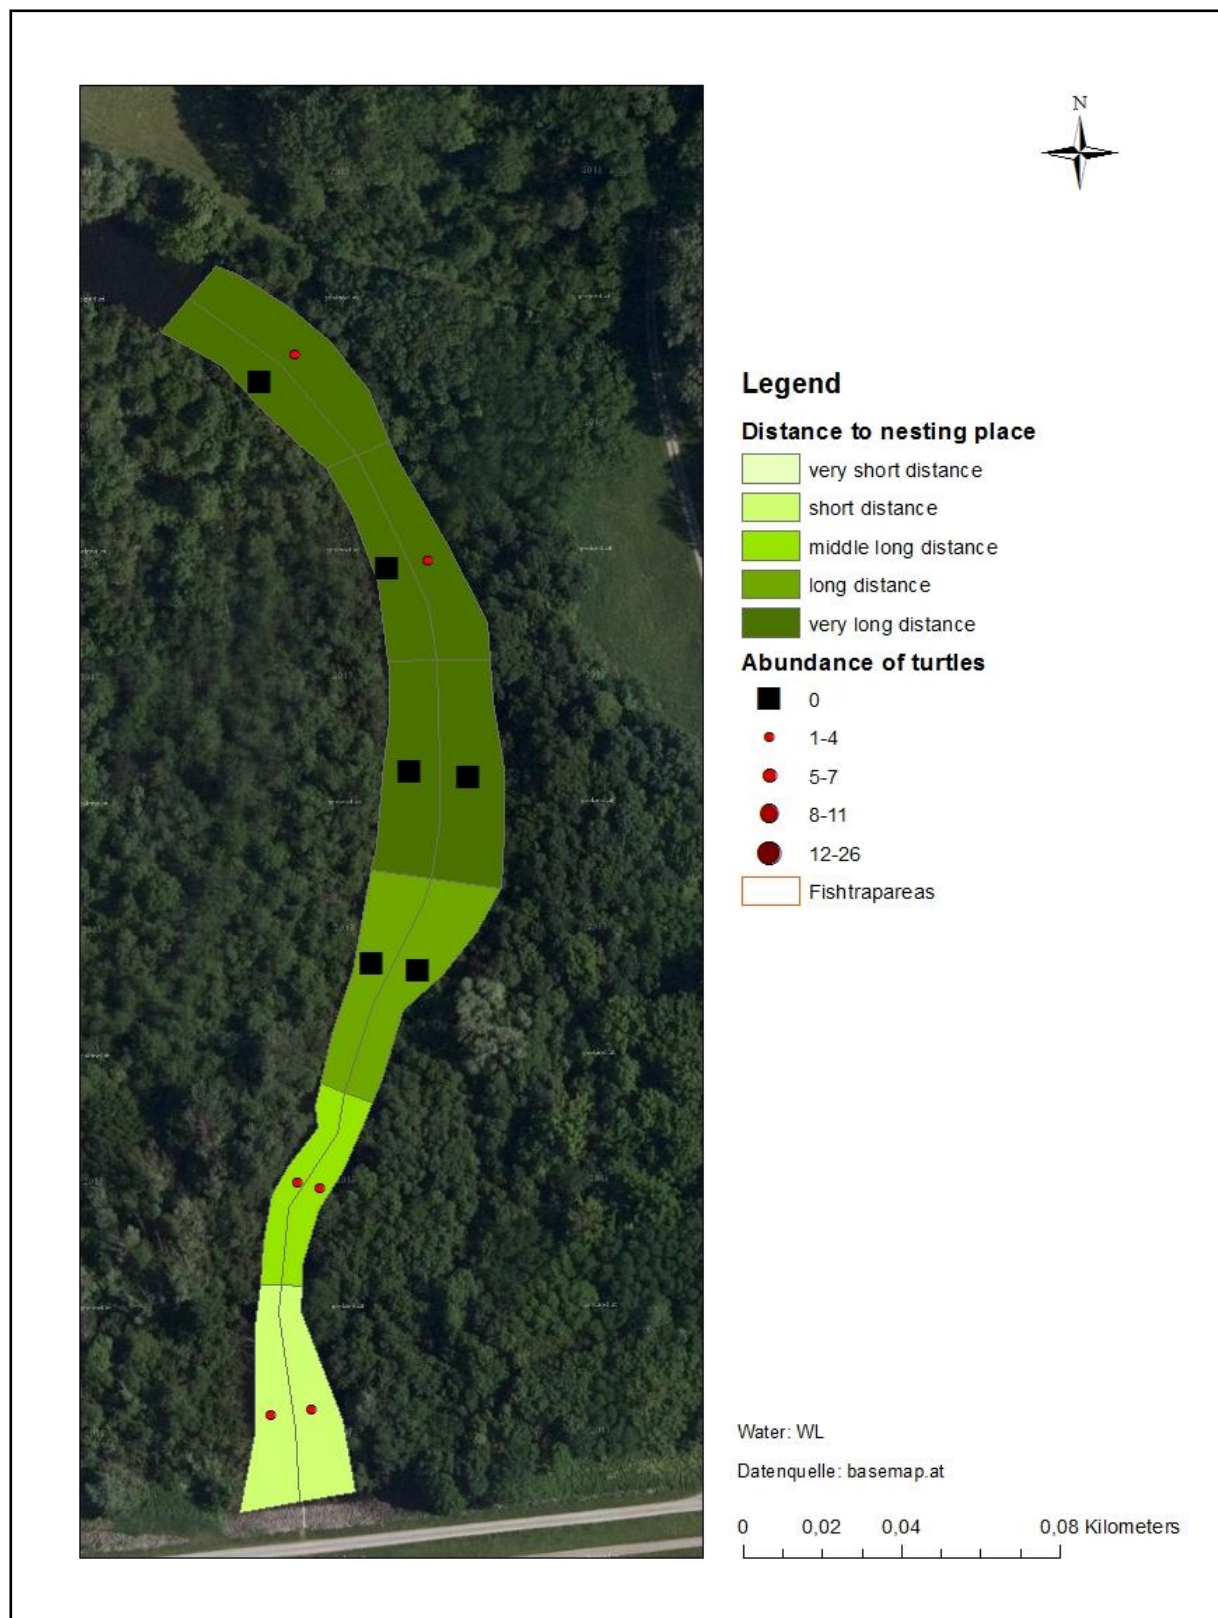 N
Legend
Distance to nesting place
very short distance
short distance
middle long distance
long distance
very long distance
Abundance of turtles
0
1-4
5-7
8-11
12-26
Fishtrapareas
Water: WL
Datenquelle: basemap.at
0 0,02 0,04 0,08 Kilometers